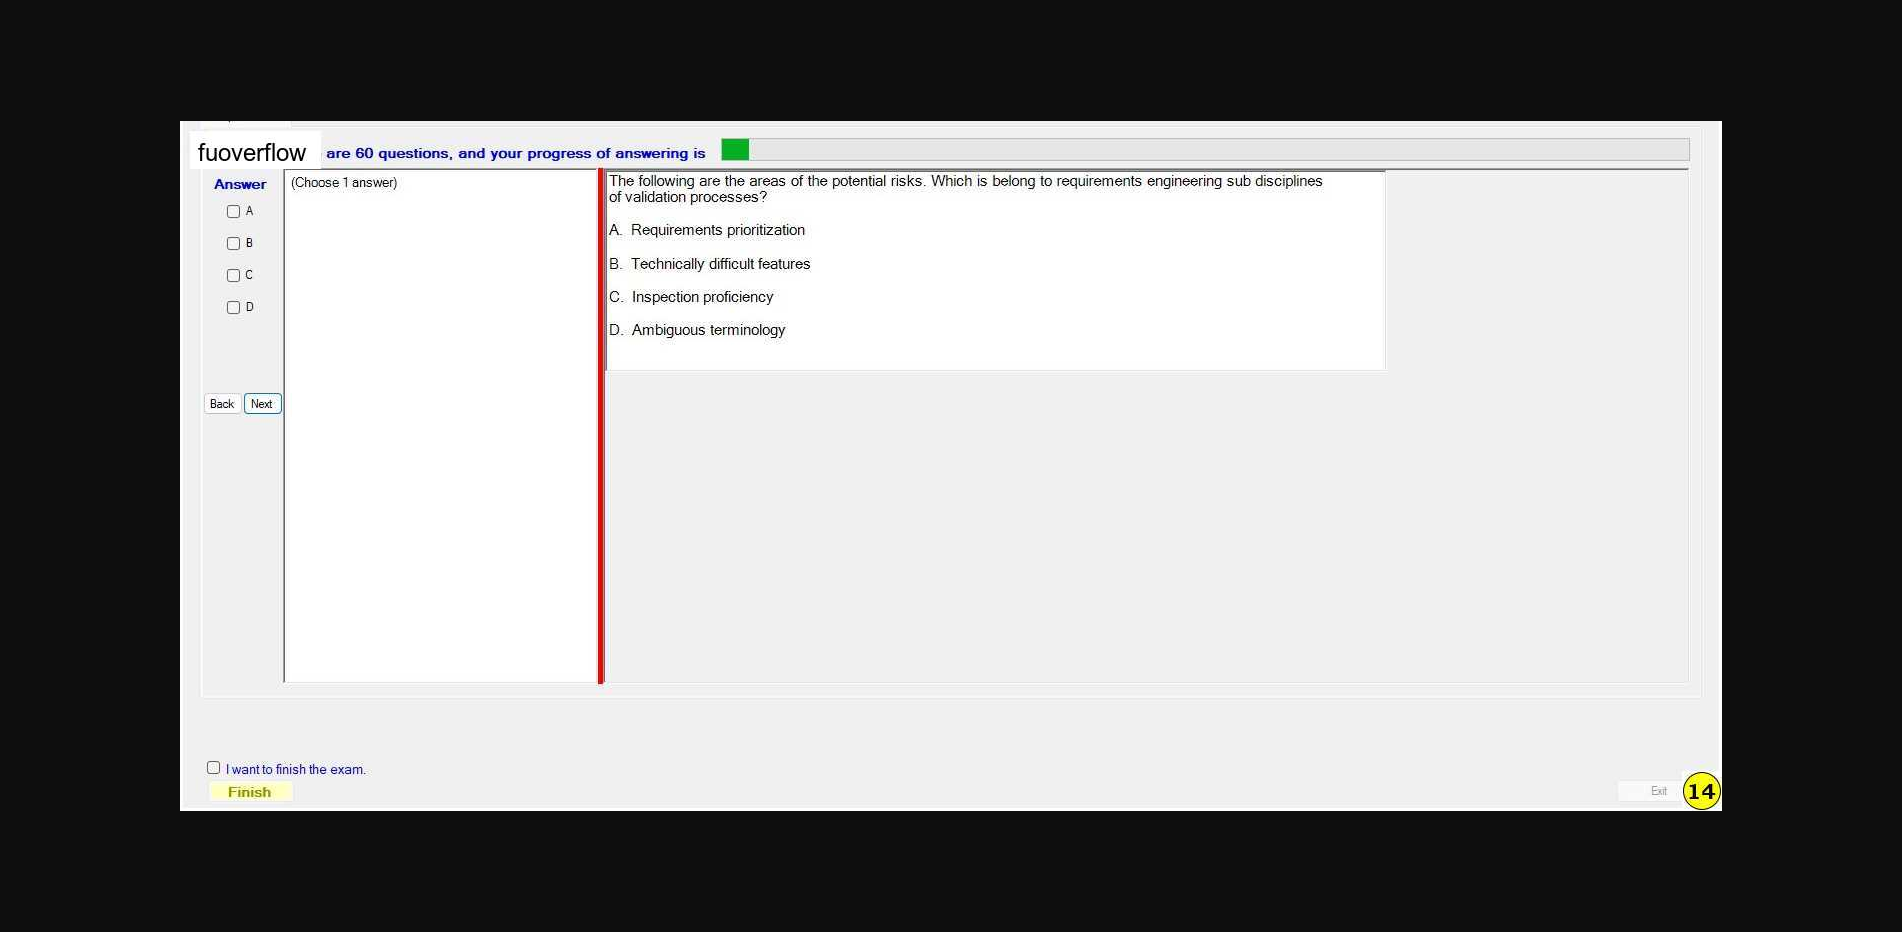 fuoverflow are 60 questions, and your progress of answering is
Answer
(Choose 1 answer)
A
B
C
D
Back Next
The following are the areas of the potential risks. Which is belong to requirements engineering sub disciplines
of validation processes?
A. Requirements prioritization
B. Technically difficult features
C. Inspection proficiency
D. Ambiguous terminology
I want to finish the exam.
Finish
Exit
14